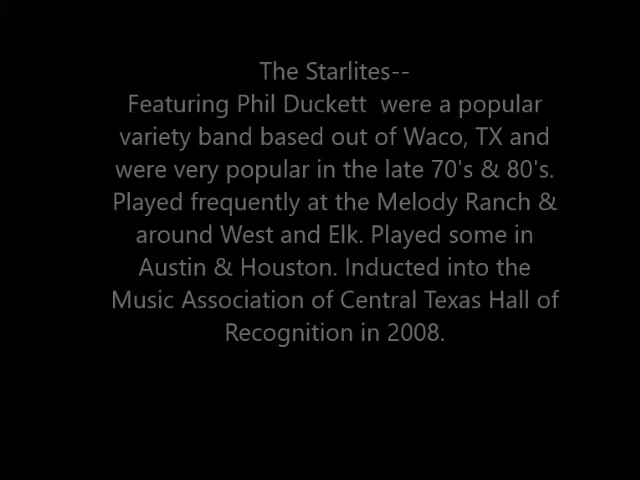 The Starlites--
Featuring Phil Duckett  were a popular
variety band based out of Waco, TX and
were very popular in the late 70's & 80's.
Played frequently at the Melody Ranch &
around West and Elk. Played some in
Austin & Houston. Inducted into the
Music Association of Central Texas Hall of
Recognition in 2008.